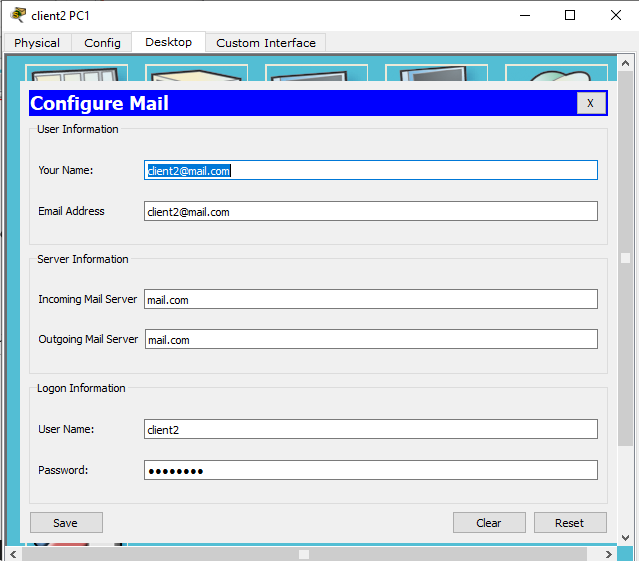 client2 PC1
Physical Config Desktop Custom Interface
Configure Mail X
User Information
Your Name: client2@mail.com
Email Address client2@mail.com
Server Information
Incoming Mail Server mail.com
Outgoing Mail Server mail.com
Logon Information
User Name: client2
Password: ●●●●●●●●
Save Clear Reset